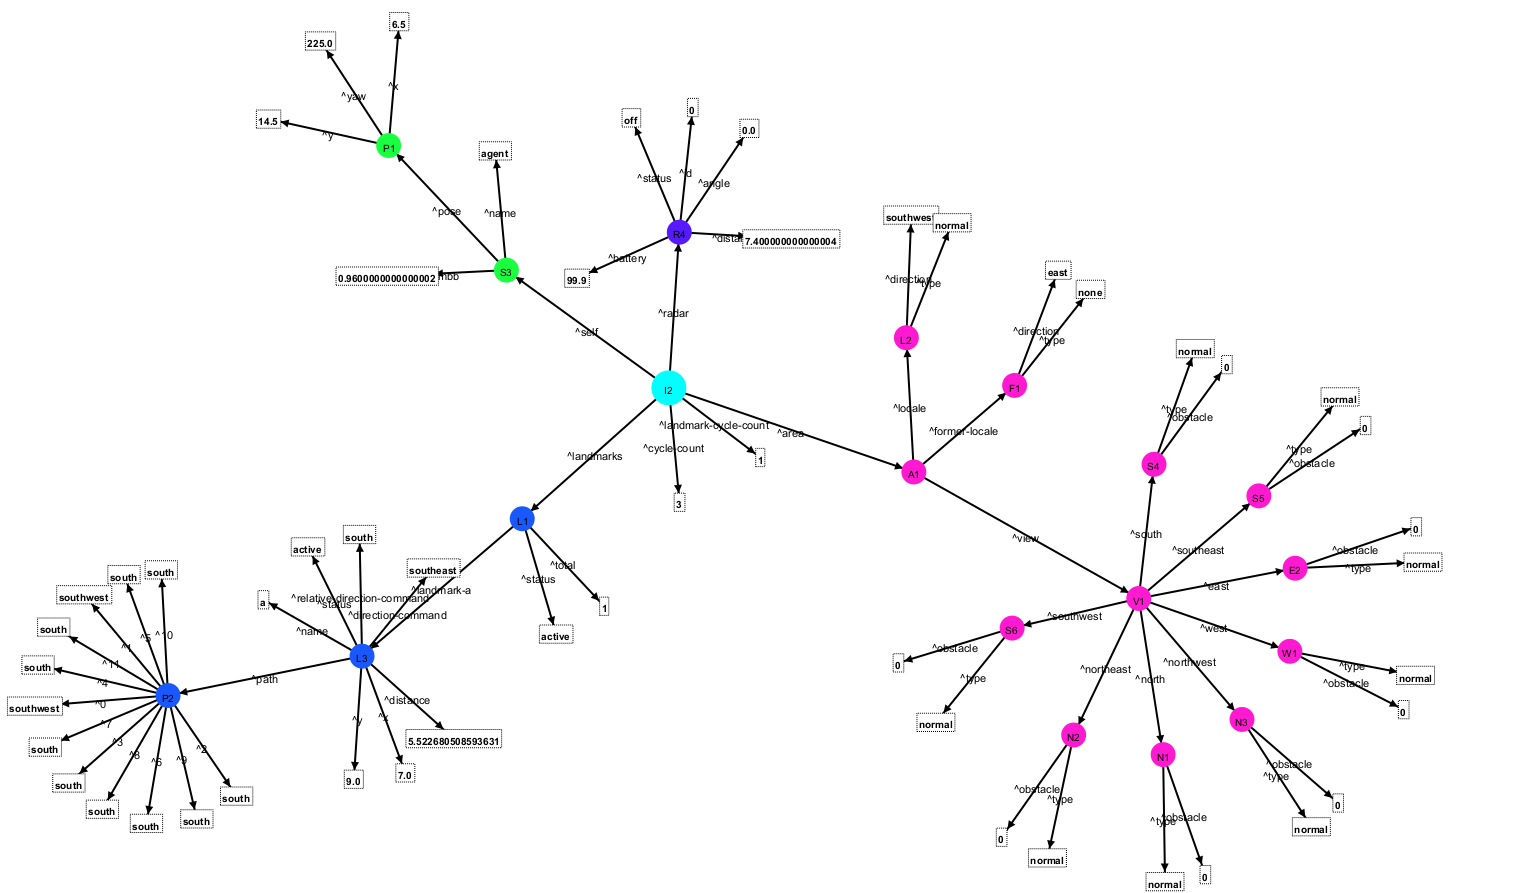 6.5
225.0
^x
^yaw
14.5
^y
P1
agent
^pose
^name
S3
0.9600000000000002
^self
off
0
0.0
^status
^angle
R4
7.400000000000004
^battery
99.9
^radar
I2
southwest
normal
^direction
^type
L2
^locale
east
none
^direction
^type
F1
^former-locale
^landmark-cycle-count
^area
^cycle-count
1
3
A1
^landmarks
^view
normal
0
^type
^obstacle
S4
normal
0
^type
^obstacle
S5
^south
^southeast
0
^obstacle
normal
^type
E2
^east
V1
^southwest
S6
^obstacle
0
^type
normal
^west
W1
^type
normal
^obstacle
0
^northeast
^north
^northwest
N2
^obstacle
^type
0
normal
N1
^type
^obstacle
normal
0
N3
^obstacle
^type
0
normal
L1
^total
^status
1
active
^landmark-a
active
south
southeast
^relative-direction-command
^status
^direction-command
a
^name
L3
^path
^distance
^y
^x
5.522680508593631
9.0
7.0
P2
south
south
southwest
south
south
southwest
south
south
south
south
south
south
^10
^5
^1
^11
^4
^0
^7
^3
^8
^6
^9
^2